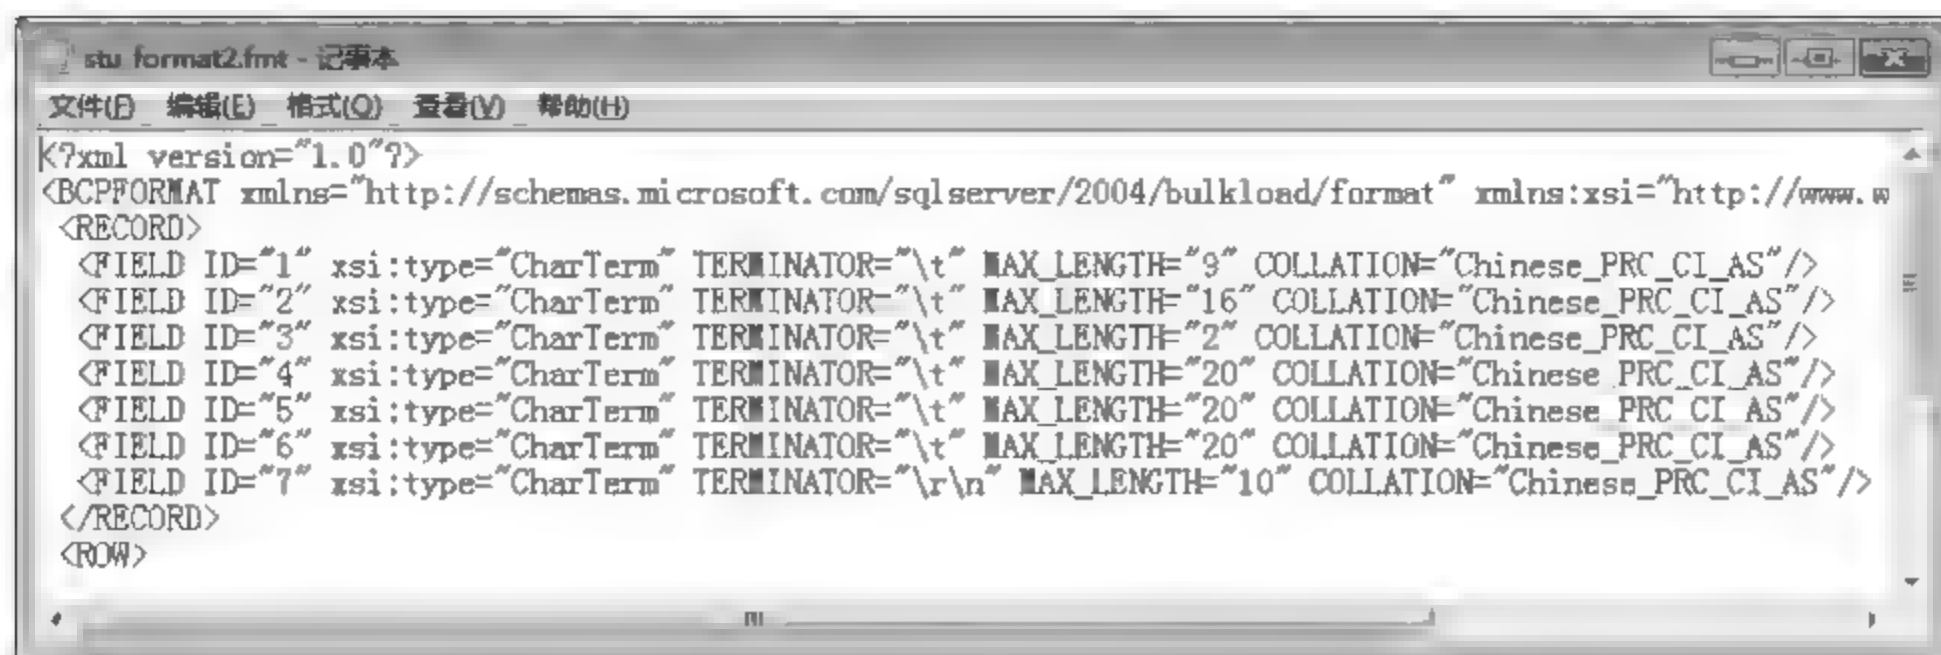 stu format2.fmt - 记事本
文件(F) 编辑(E) 格式(O) 查看(V) 帮助(H)
<?xml version="1.0"?>
<BCPFORMAT xmlns="http://schemas.microsoft.com/sqlserver/2004/bulkload/format" xmlns:xsi="http://www.w
<RECORD>
<FIELD ID="1" xsi:type="CharTerm" TERMINATOR="\t" MAX_LENGTH="9" COLLATION="Chinese_PRC_CI_AS"/>
<FIELD ID="2" xsi:type="CharTerm" TERMINATOR="\t" MAX_LENGTH="16" COLLATION="Chinese_PRC_CI_AS"/>
<FIELD ID="3" xsi:type="CharTerm" TERMINATOR="\t" MAX_LENGTH="2" COLLATION="Chinese_PRC_CI_AS"/>
<FIELD ID="4" xsi:type="CharTerm" TERMINATOR="\t" MAX_LENGTH="20" COLLATION="Chinese_PRC_CI_AS"/>
<FIELD ID="5" xsi:type="CharTerm" TERMINATOR="\t" MAX_LENGTH="20" COLLATION="Chinese_PRC_CI_AS"/>
<FIELD ID="6" xsi:type="CharTerm" TERMINATOR="\t" MAX_LENGTH="20" COLLATION="Chinese_PRC_CI_AS"/>
<FIELD ID="7" xsi:type="CharTerm" TERMINATOR="\r\n" MAX_LENGTH="10" COLLATION="Chinese_PRC_CI_AS"/>
</RECORD>
<ROW>